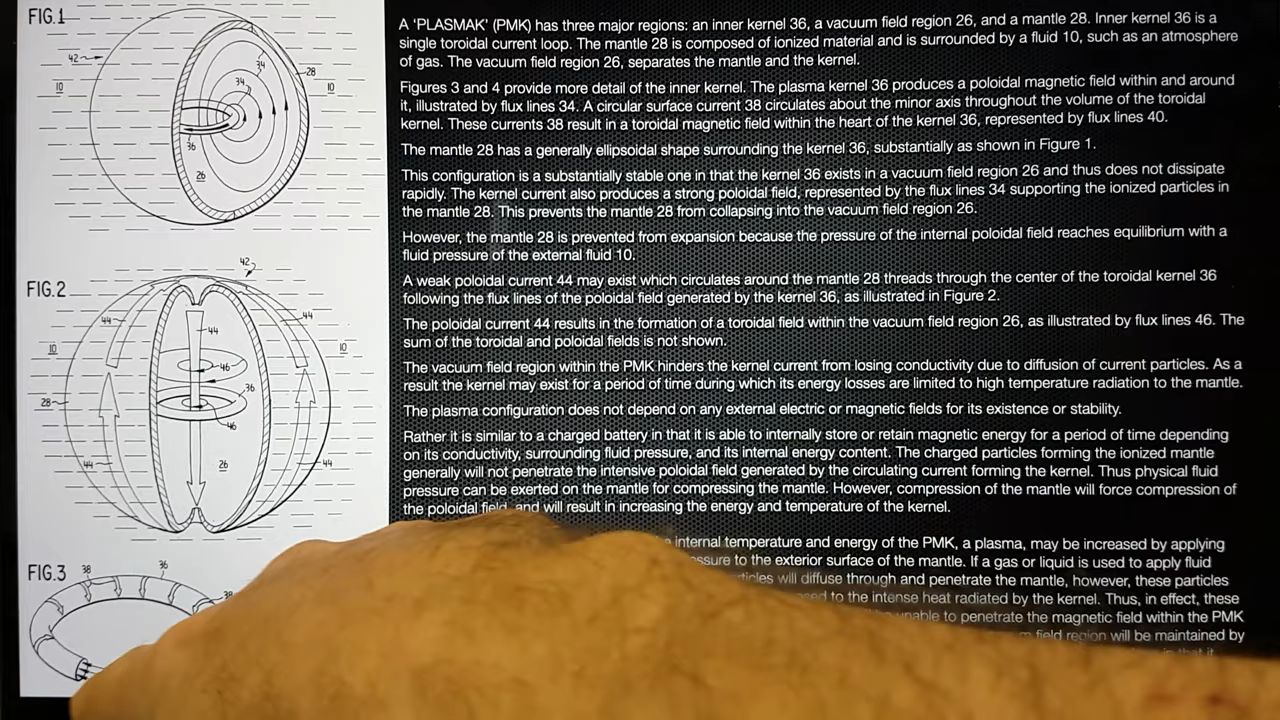 FIG.1
42
10
34
34
28
10
36
26
FIG.2
42
44
44
44
10
46
10
36
28
46
26
44
44
FIG.3
38
36
38
A 'PLASMAK' (PMK) has three major regions: an inner kernel 36, a vacuum field region 26, and a mantle 28. Inner kernel 36 is a
single toroidal current loop. The mantle 28 is composed of ionized material and is surrounded by a fluid 10, such as an atmosphere
of gas. The vacuum field region 26, separates the mantle and the kernel.
Figures 3 and 4 provide more detail of the inner kernel. The plasma kernel 36 produces a poloidal magnetic field within and around
it, illustrated by flux lines 34. A circular surface current 38 circulates about the minor axis throughout the volume of the toroidal
kernel. These currents 38 result in a toroidal magnetic field within the heart of the kernel 36, represented by flux lines 40.
The mantle 28 has a generally ellipsoidal shape surrounding the kernel 36, substantially as shown in Figure 1.
This configuration is a substantially stable one in that the kernel 36 exists in a vacuum field region 26 and thus does not dissipate
rapidly. The kernel current also produces a strong poloidal field, represented by the flux lines 34 supporting the ionized particles in
the mantle 28. This prevents the mantle 28 from collapsing into the vacuum field region 26.
However, the mantle 28 is prevented from expansion because the pressure of the internal poloidal field reaches equilibrium with a
fluid pressure of the external fluid 10.
A weak poloidal current 44 may exist which circulates around the mantle 28 threads through the center of the toroidal kernel 36
following the flux lines of the poloidal field generated by the kernel 36, as illustrated in Figure 2.
The poloidal current 44 results in the formation of a toroidal field within the vacuum field region 26, as illustrated by flux lines 46. The
sum of the toroidal and poloidal fields is not shown.
The vacuum field region within the PMK hinders the kernel current from losing conductivity due to diffusion of current particles. As a
result the kernel may exist for a period of time during which its energy losses are limited to high temperature radiation to the mantle.
The plasma configuration does not depend on any external electric or magnetic fields for its existence or stability.
Rather it is similar to a charged battery in that it is able to internally store or retain magnetic energy for a period of time depending
on its conductivity, surrounding fluid pressure, and its internal energy content. The charged particles forming the ionized mantle
generally will not penetrate the intensive poloidal field generated by the circulating current forming the kernel. Thus physical fluid
pressure can be exerted on the mantle for compressing the mantle. However, compression of the mantle will force compression of
the poloidal field, and will result in increasing the energy and temperature of the kernel.
internal temperature and energy of the PMK, a plasma, may be increased by applying
to the exterior surface of the mantle. If a gas or liquid is used to apply fluid
will diffuse through and penetrate the mantle, however, these particles
to the intense heat radiated by the kernel. Thus, in effect, these
unable to penetrate the magnetic field within the PMK
field region will be maintained by